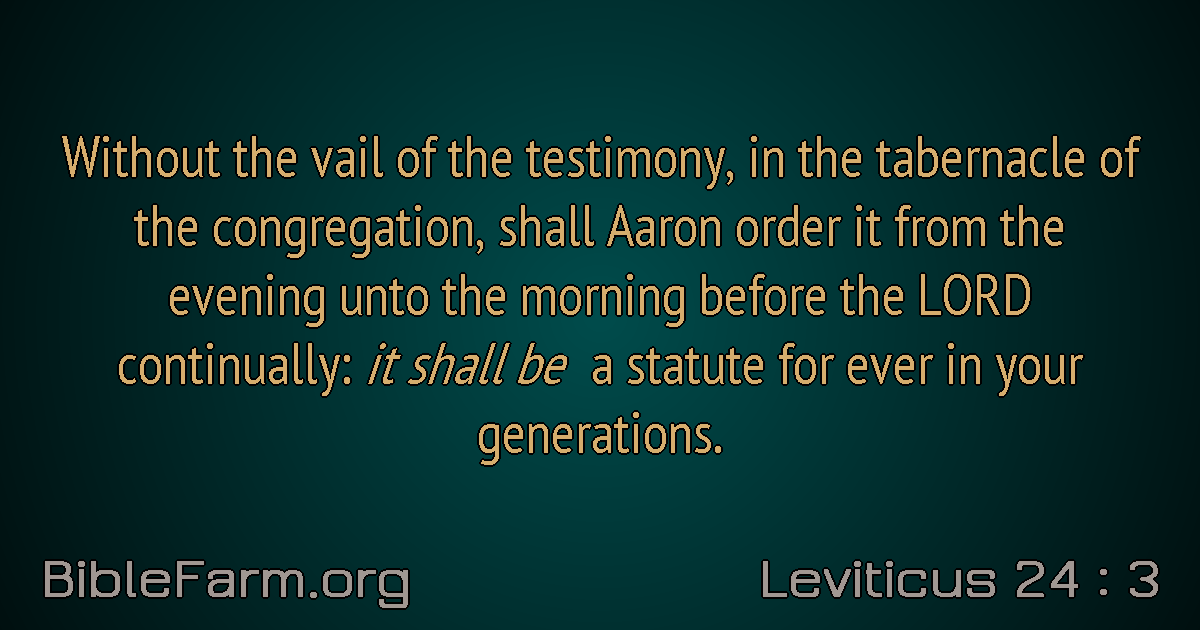 Without the vail of the testimony, in the tabernacle of
the congregation, shall Aaron order it from the
evening unto the morning before the LORD
continually: it shall be a statute for ever in your
generations.
BibleFarm.org
Leviticus 24 : 3